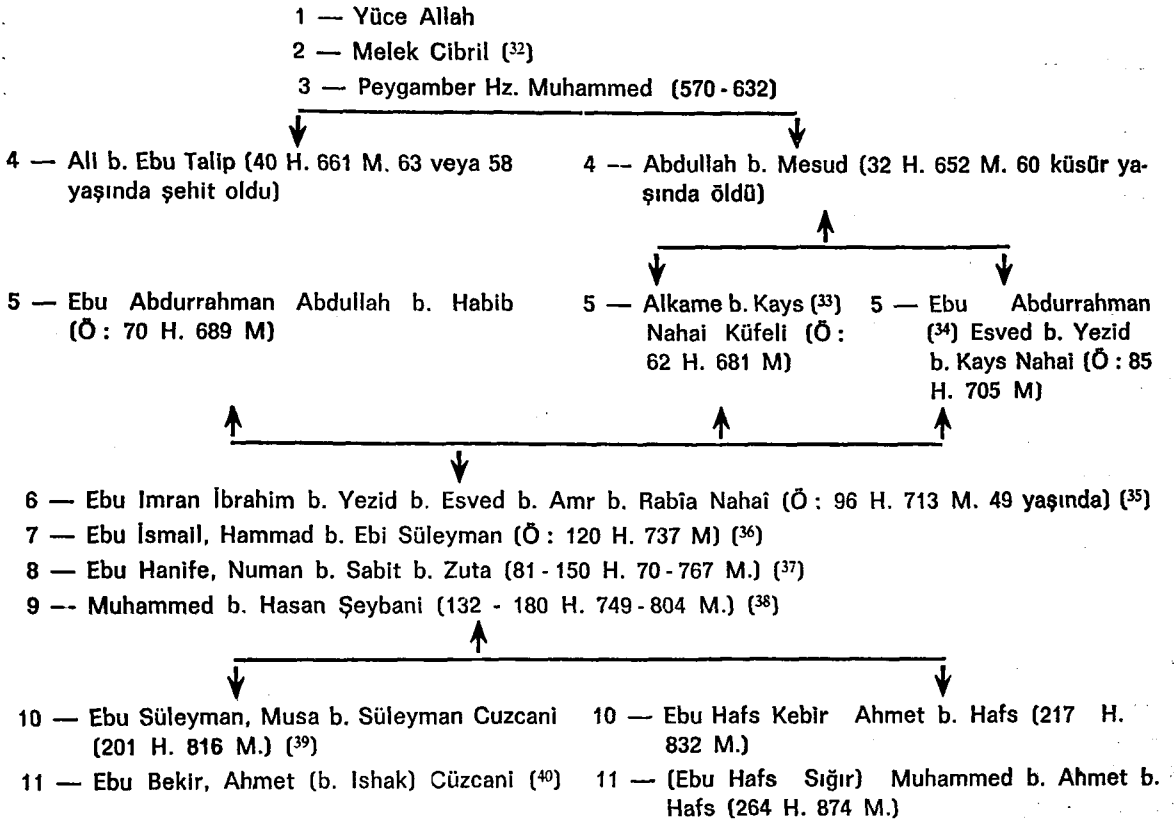 1 — Yüce Allah
2 — Melek Cibril (³²)
3 — Peygamber Hz. Muhammed (570 - 632)
4 — Ali b. Ebu Talip (40 H. 661 M. 63 veya 58
yaşında şehit oldu)
4 -- Abdullah b. Mesud (32 H. 652 M. 60 küsûr ya-
şında öldü)
5 — Ebu Abdurrahman Abdullah b. Habib
(Ö : 70 H. 689 M)
5 — Alkame b. Kays (³³)
Nahai Küfeli (Ö :
62 H. 681 M)
5 — Ebu Abdurrahman
(³⁴) Esved b. Yezid
b. Kays Nahaî (Ö : 85
H. 705 M)
6 — Ebu Imran İbrahim b. Yezid b. Esved b. Amr b. Rabîa Nahaî (Ö : 96 H. 713 M. 49 yaşında) (³⁵)
7 — Ebu İsmail, Hammad b. Ebi Süleyman (Ö : 120 H. 737 M) (³⁶)
8 — Ebu Hanife, Numan b. Sabit b. Zuta (81 - 150 H. 70 - 767 M.) (³⁷)
9 -- Muhammed b. Hasan Şeybani (132 - 180 H. 749 - 804 M.) (³⁸)
10 — Ebu Süleyman, Musa b. Süleyman Cuzcani
(201 H. 816 M.) (³⁹)
10 — Ebu Hafs Kebîr Ahmet b. Hafs (217 H.
832 M.)
11 — Ebu Bekir, Ahmet (b. Ishak) Cüzcani (⁴⁰)
11 — (Ebu Hafs Sığır) Muhammed b. Ahmet b.
Hafs (264 H. 874 M.)